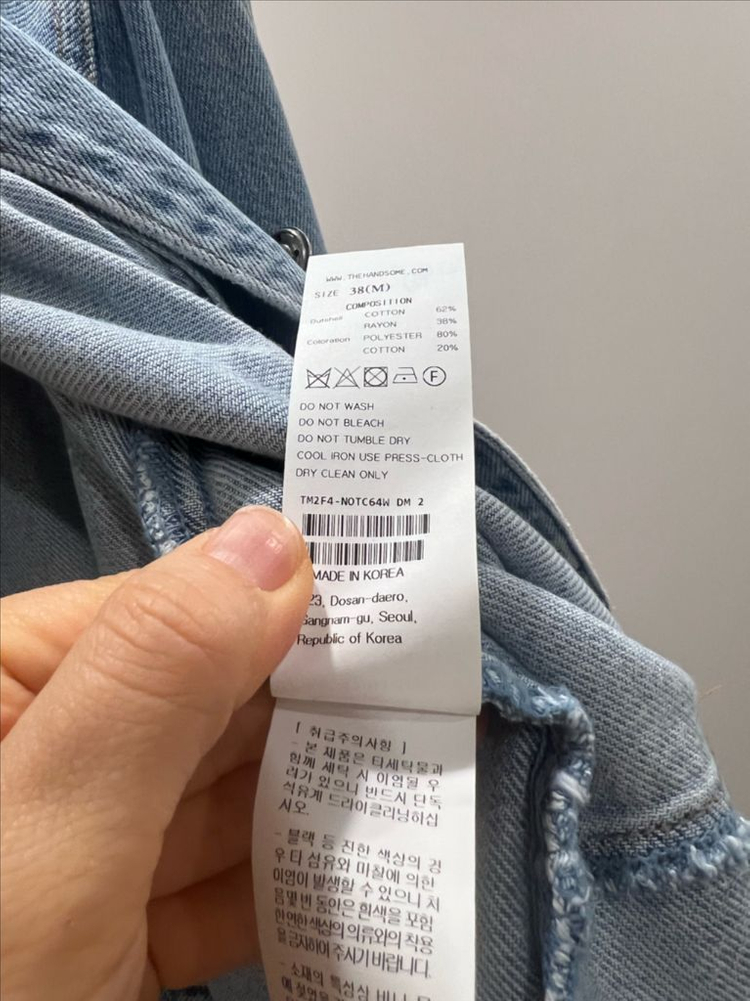 WWW.THEHANDSOME.COM
SIZE 38(M)
COMPOSITION
Outshell COTTON 62%
RAYON 38%
Coloration POLYESTER 80%
COTTON 20%
F
DO NOT WASH
DO NOT BLEACH
DO NOT TUMBLE DRY
COOL IRON USE PRESS-CLOTH
DRY CLEAN ONLY
TM2F4-NOTC64W DM 2
MADE IN KOREA
23, Dosan-daero,
Gangnam-gu, Seoul,
Republic of Korea
[ 취급주의사항 ]
- 본 제품은 타세탁물과
함께 세탁 시 이염될 우
려가 있으니 반드시 단독
석유계 드라이클리닝하십
시오.
- 블랙 등 진한 색상의 경
우 타 섬유와 마찰에 의한
이염이 발생할 수 있으니 처
음 몇 번 동안은 흰색을 포함
한 연한 색상의 의류와의 착용
을 금지하여 주시기 바랍니다.
- 소재의 특성상